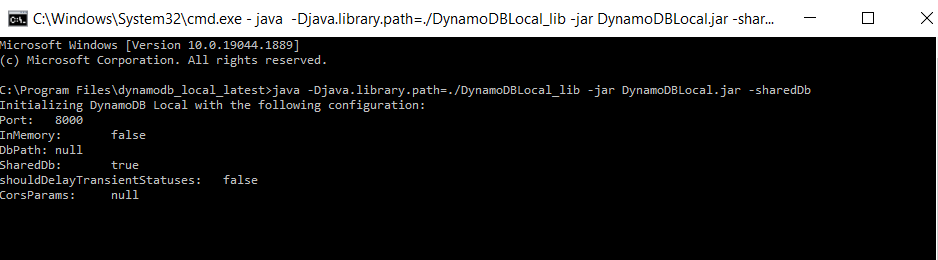 C:\Windows\System32\cmd.exe - java  -Djava.library.path=./DynamoDBLocal_lib -jar DynamoDBLocal.jar -shar...
Microsoft Windows [Version 10.0.19044.1889]
(c) Microsoft Corporation. All rights reserved.
C:\Program Files\dynamodb_local_latest>java -Djava.library.path=./DynamoDBLocal_lib -jar DynamoDBLocal.jar -sharedDb
Initializing DynamoDB Local with the following configuration:
Port:   8000
InMemory:       false
DbPath: null
SharedDb:       true
shouldDelayTransientStatuses:   false
CorsParams:     null